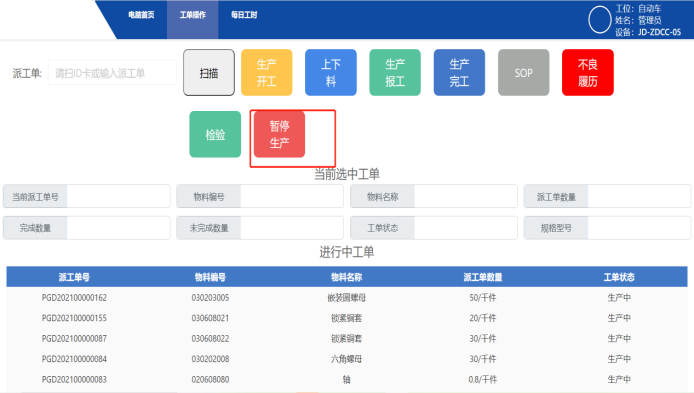 电脑首页 工单操作 每日工时
工位：自动车
姓名：管理员
设备：JD-ZDCC-05
派工单: 请扫ID卡或输入派工单 扫描 生产开工 上下料 生产报工 生产完工 SOP 不良履历
检验 暂停生产
当前选中工单
当前派工单号 物料编号 物料名称 派工单数量
完成数量 未完成数量 工单状态 规格型号
进行中工单
派工单号 物料编号 物料名称 派工单数量 工单状态
PGD202100000162 030203005 嵌装圆螺母 50/千件 生产中
PGD202100000155 030608021 锁紧铜套 20/千件 生产中
PGD202100000087 030608022 锁紧铜套 30/千件 生产中
PGD202100000084 030202008 六角螺母 30/千件 生产中
PGD202100000083 020608080 轴 0.8/千件 生产中